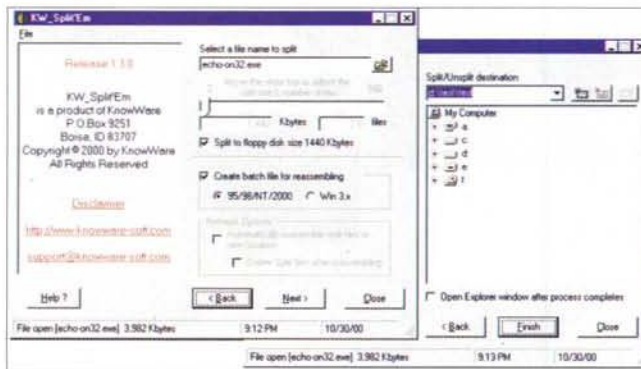 KW_Split'Em
File
Release 1.3.0
KW_Split'Em
is a product of KnowWare
P O Box 9251
Borse, ID 83707
Copyright © 2000 by KnowWare
All Rights Reserved
Disclaimer
http://www.knowware-soft.com
support@knowware-soft.com
Select a file name to split
echo-on32.exe
Kbytes
files
Split to floppy disk size 1440 Kbytes
Create batch file for reassembling
95/98/NT/2000
Win 3.x
Help ?
< Back
Next >
Close
File open [echo-on32.exe] 3,982 Kbytes
9:12 PM
10/30/00
Split/Unsplit destination
My Computer
a
c
d
e
f
Open Explorer window after process completes
< Back
Finish
Close
File open [echo-on32.exe] 3,982 Kbytes
9:13 PM
10/30/00